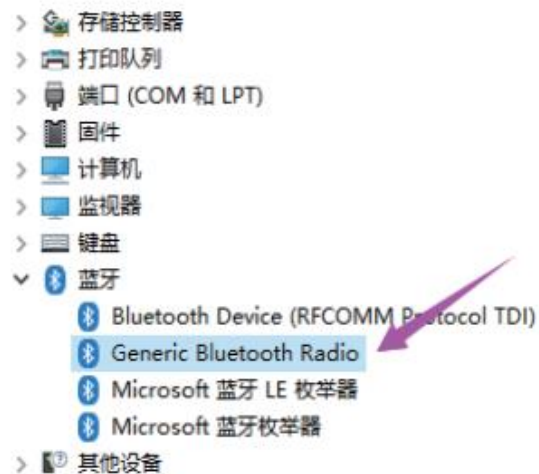 存储控制器
打印队列
端口 (COM 和 LPT)
固件
计算机
监视器
键盘
蓝牙
Bluetooth Device (RFCOMM Protocol TDI)
Generic Bluetooth Radio
Microsoft 蓝牙 LE 枚举器
Microsoft 蓝牙枚举器
其他设备